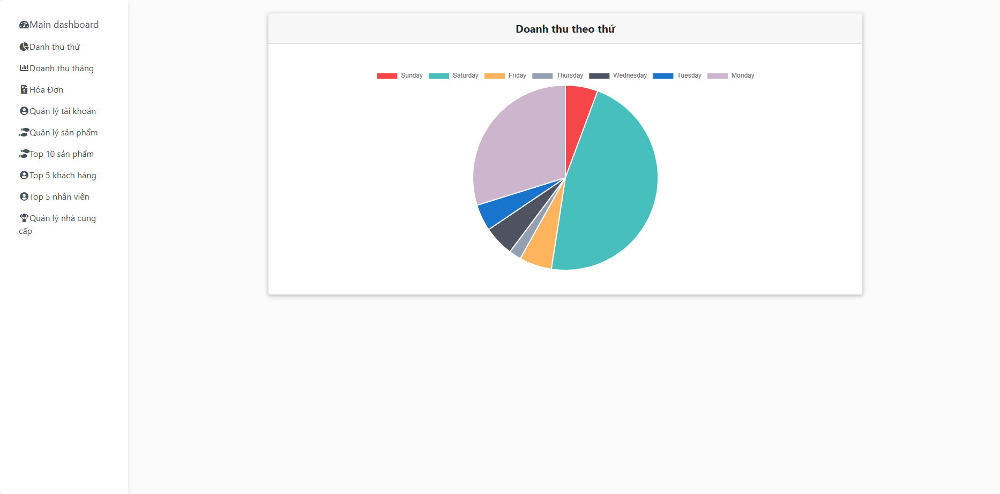 Main dashboard
Danh thu thứ
Doanh thu tháng
Hóa Đơn
Quản lý tài khoản
Quản lý sản phẩm
Top 10 sản phẩm
Top 5 khách hàng
Top 5 nhân viên
Quản lý nhà cung
cấp
Doanh thu theo thứ
Sunday Saturday Friday Thursday Wednesday Tuesday Monday